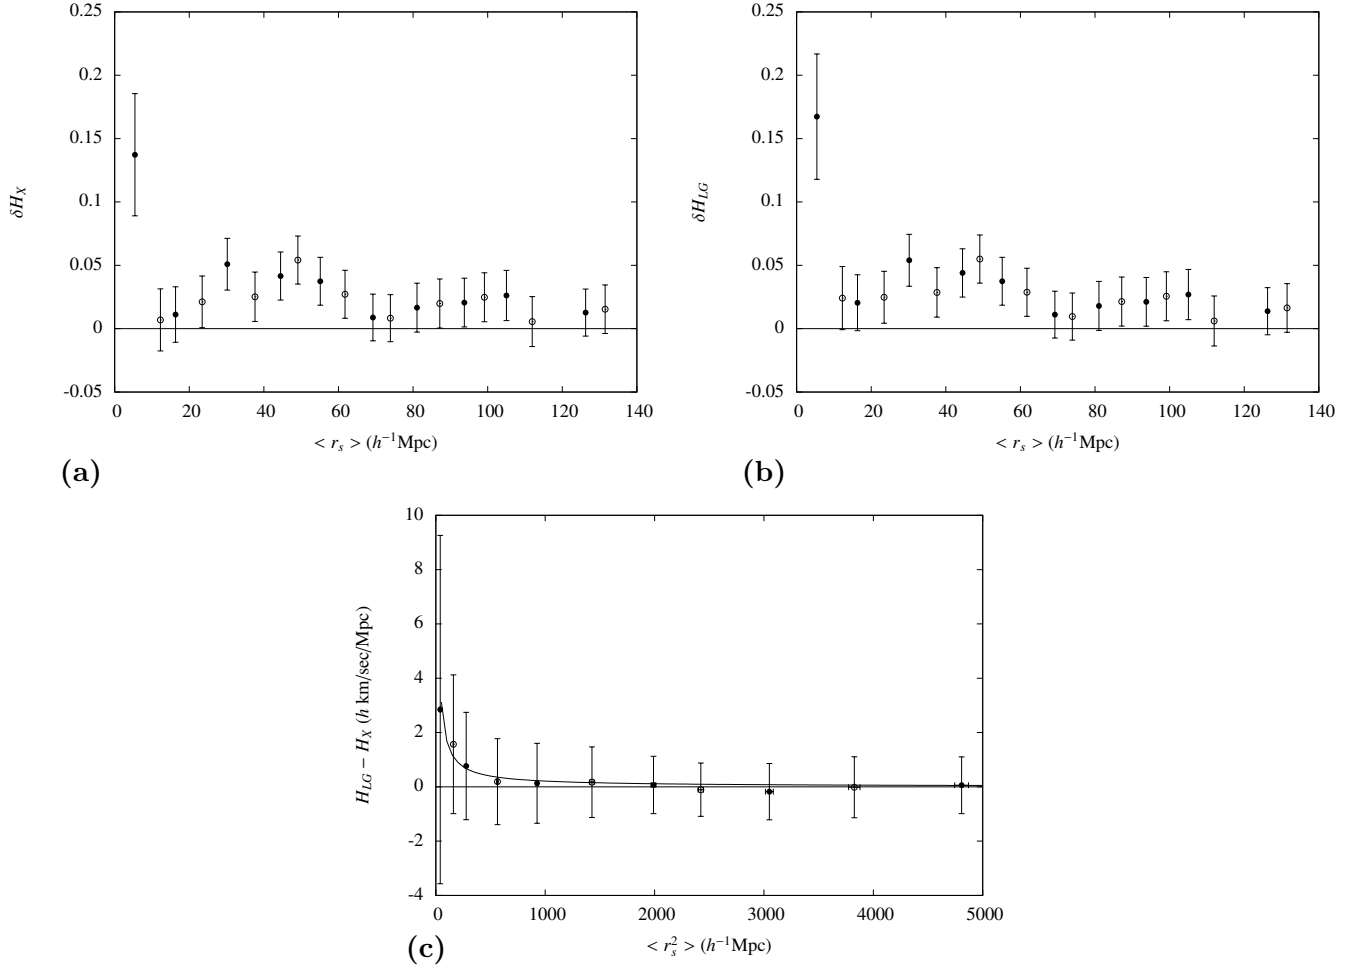 0.25
0.2
0.15
0.1
0.05
0
-0.05
δH_X
0 20 40 60 80 100 120 140
< r_s > (h⁻¹Mpc)
(a)
0.25
0.2
0.15
0.1
0.05
0
-0.05
δH_LG
0 20 40 60 80 100 120 140
< r_s > (h⁻¹Mpc)
(b)
10
8
6
4
2
0
-2
-4
H_LG − H_X (h km/sec/Mpc)
0 1000 2000 3000 4000 5000
< r_s² > (h⁻¹Mpc)
(c)